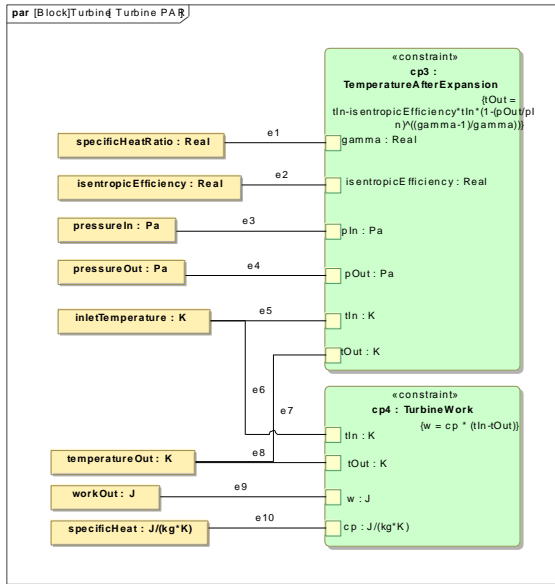 par [Block]Turbine[ Turbine PAR]
«constraint»
cp3 :
TemperatureAfterExpansion
{tOut =
tIn-isentropicEfficiency*tIn*(1-(pOut/pI
n)^((gamma-1)/gamma))}
specificHeatRatio : Real
e1
gamma : Real
isentropicEfficiency : Real
e2
isentropicEfficiency : Real
pressureIn : Pa
e3
pIn : Pa
pressureOut : Pa
e4
pOut : Pa
inletTemperature : K
e5
tIn : K
tOut : K
e6
e7
«constraint»
cp4 : TurbineWork
{w = cp * (tIn-tOut)}
tIn : K
temperatureOut : K
e8
tOut : K
workOut : J
e9
w : J
specificHeat : J/(kg*K)
e10
cp : J/(kg*K)